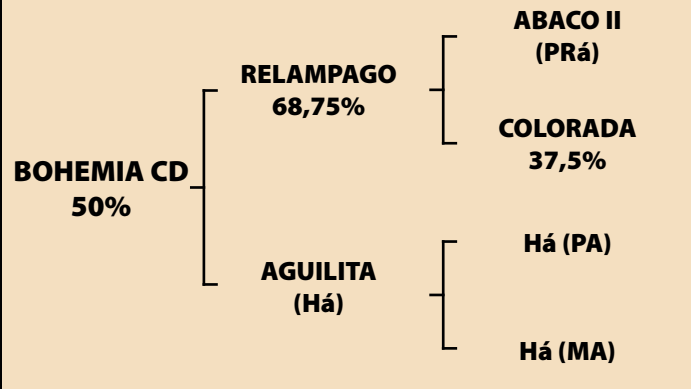 BOHEMIA CD
50%
RELAMPAGO
68,75%
AGUILITA
(Há)
ABACO II
(PRá)
COLORADA
37,5%
Há (PA)
Há (MA)